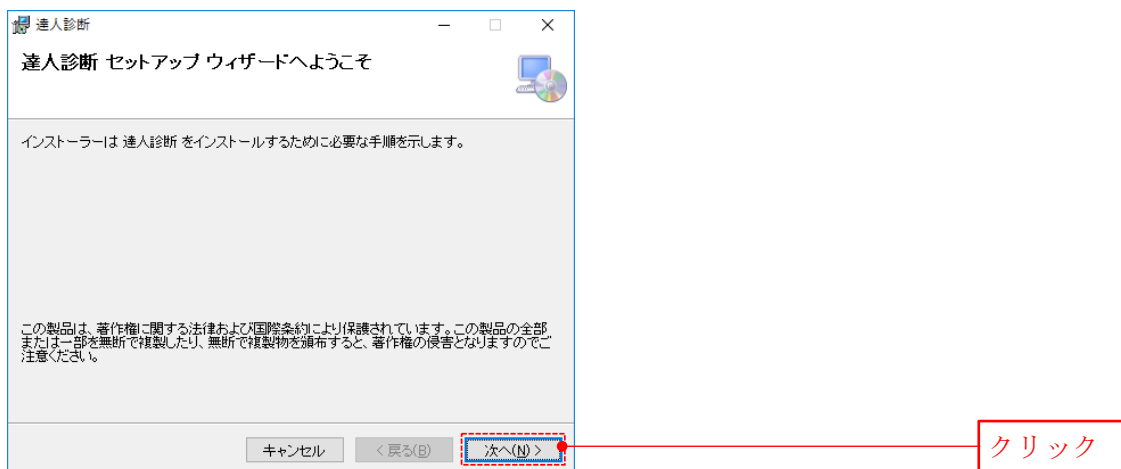 達人診断
達人診断 セットアップ ウィザードへようこそ
インストーラーは 達人診断 をインストールするために必要な手順を示します。
この製品は、著作権に関する法律および国際条約により保護されています。この製品の全部
または一部を無断で複製したり、無断で複製物を頒布すると、著作権の侵害となりますのでご
注意ください。
キャンセル
< 戻る(B)
次へ(N) >
クリック